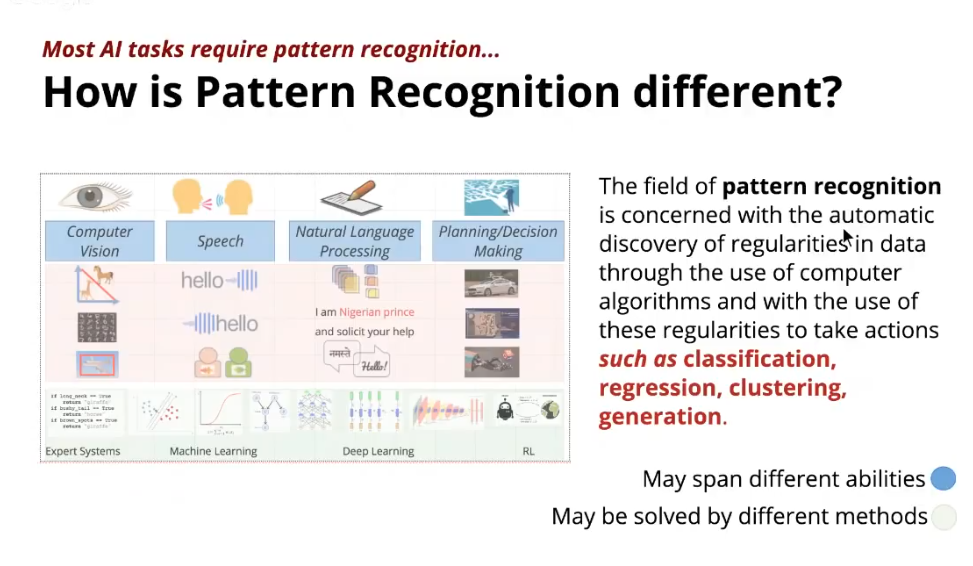 Most AI tasks require pattern recognition...
How is Pattern Recognition different?
Computer
Vision
Speech
Natural Language
Processing
Planning/Decision
Making
hello
hello
I am Nigerian prince
and solicit your help
नमस्ते
Hello!
if long_neck == true
return "giraffe"
if bushy_tail == True
return "horse"
if brown_spots == true
return "giraffe"
Expert Systems
Machine Learning
Deep Learning
RL
The field of pattern recognition
is concerned with the automatic
discovery of regularities in data
through the use of computer
algorithms and with the use of
these regularities to take actions
such as classification,
regression, clustering,
generation.
May span different abilities
May be solved by different methods